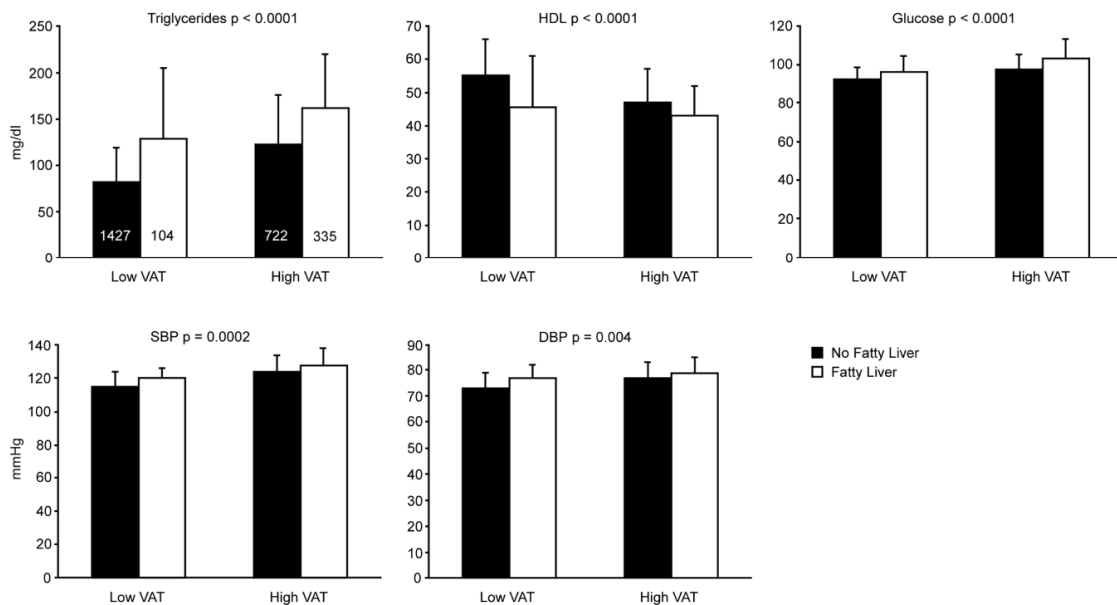 Triglycerides p < 0.0001
250
200
150
100
50
0
mg/dl
1427
104
722
335
Low VAT
High VAT
HDL p < 0.0001
70
60
50
40
30
20
10
0
Low VAT
High VAT
Glucose p < 0.0001
120
100
80
60
40
20
0
Low VAT
High VAT
SBP p = 0.0002
140
120
100
80
60
40
20
0
mmHg
Low VAT
High VAT
DBP p = 0.004
90
80
70
60
50
40
30
20
10
0
Low VAT
High VAT
No Fatty Liver
Fatty Liver